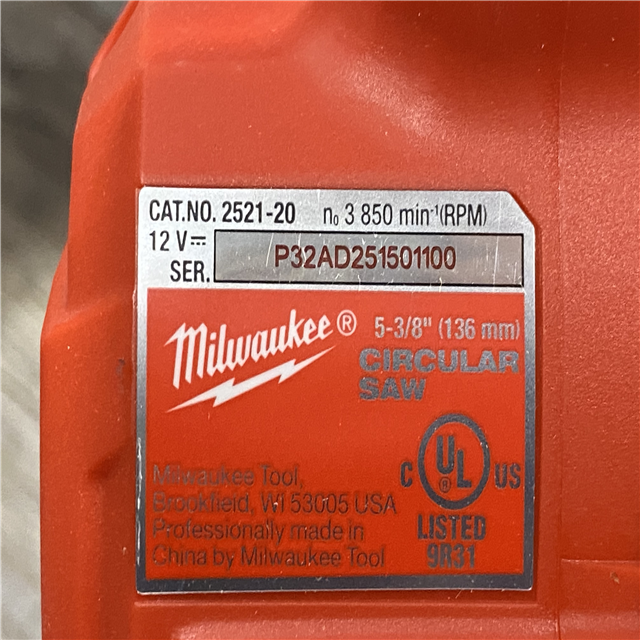 CAT.NO. 2521-20 n₀ 3 850 min⁻¹(RPM)
12 V⎓
SER. P32AD251501100
Milwaukee®
5-3/8" (136 mm)
CIRCULAR
SAW
C UL® US
LISTED
9R31
Milwaukee Tool,
Brookfield, WI 53005 USA
Professionally made in
China by Milwaukee Tool